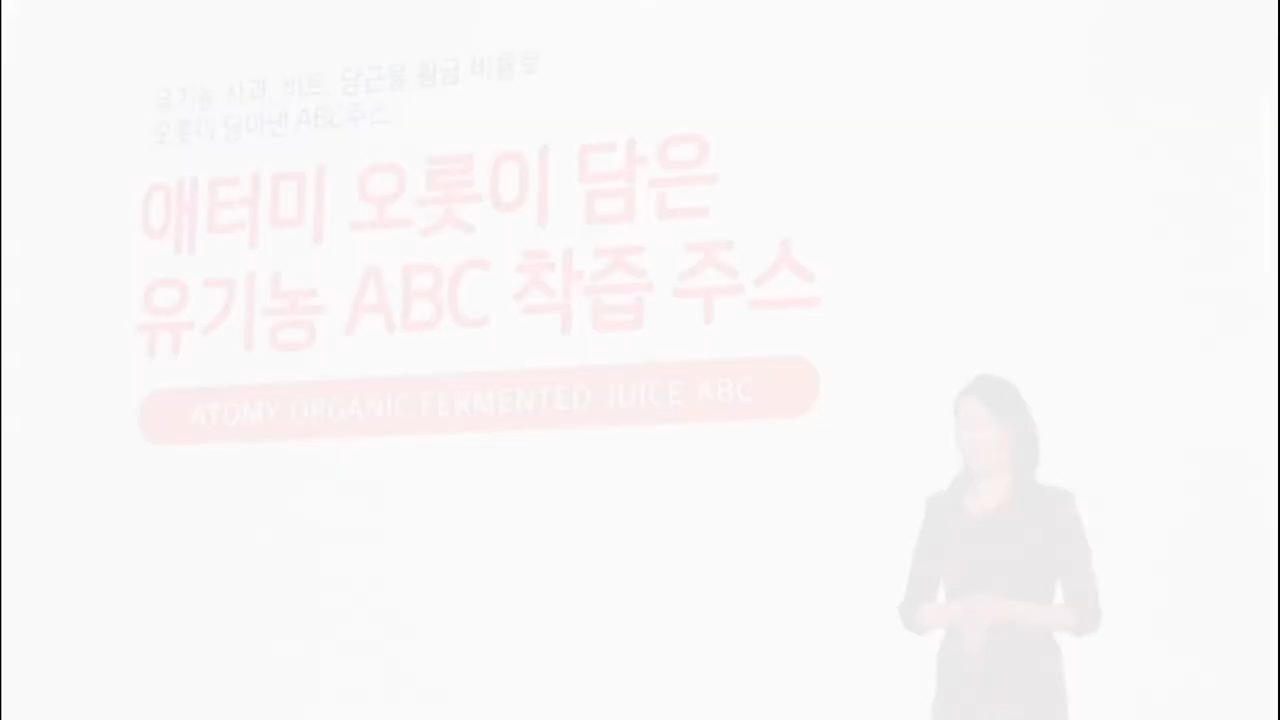 유기농 사과, 비트, 당근을 황금 비율로
오롯이 담아낸 ABC주스
애터미 오롯이 담은
유기농 ABC 착즙 주스
ATOMY ORGANIC FERMENTED JUICE ABC